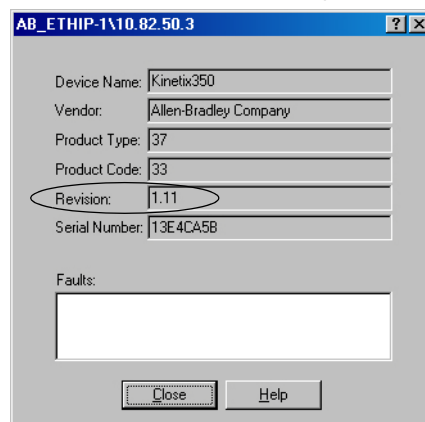 AB_ETHIP-1\10.82.50.3
Device Name: Kinetix350
Vendor: Allen-Bradley Company
Product Type: 37
Product Code: 33
Revision: 1.11
Serial Number: 13E4CA5B
Faults:
Close Help